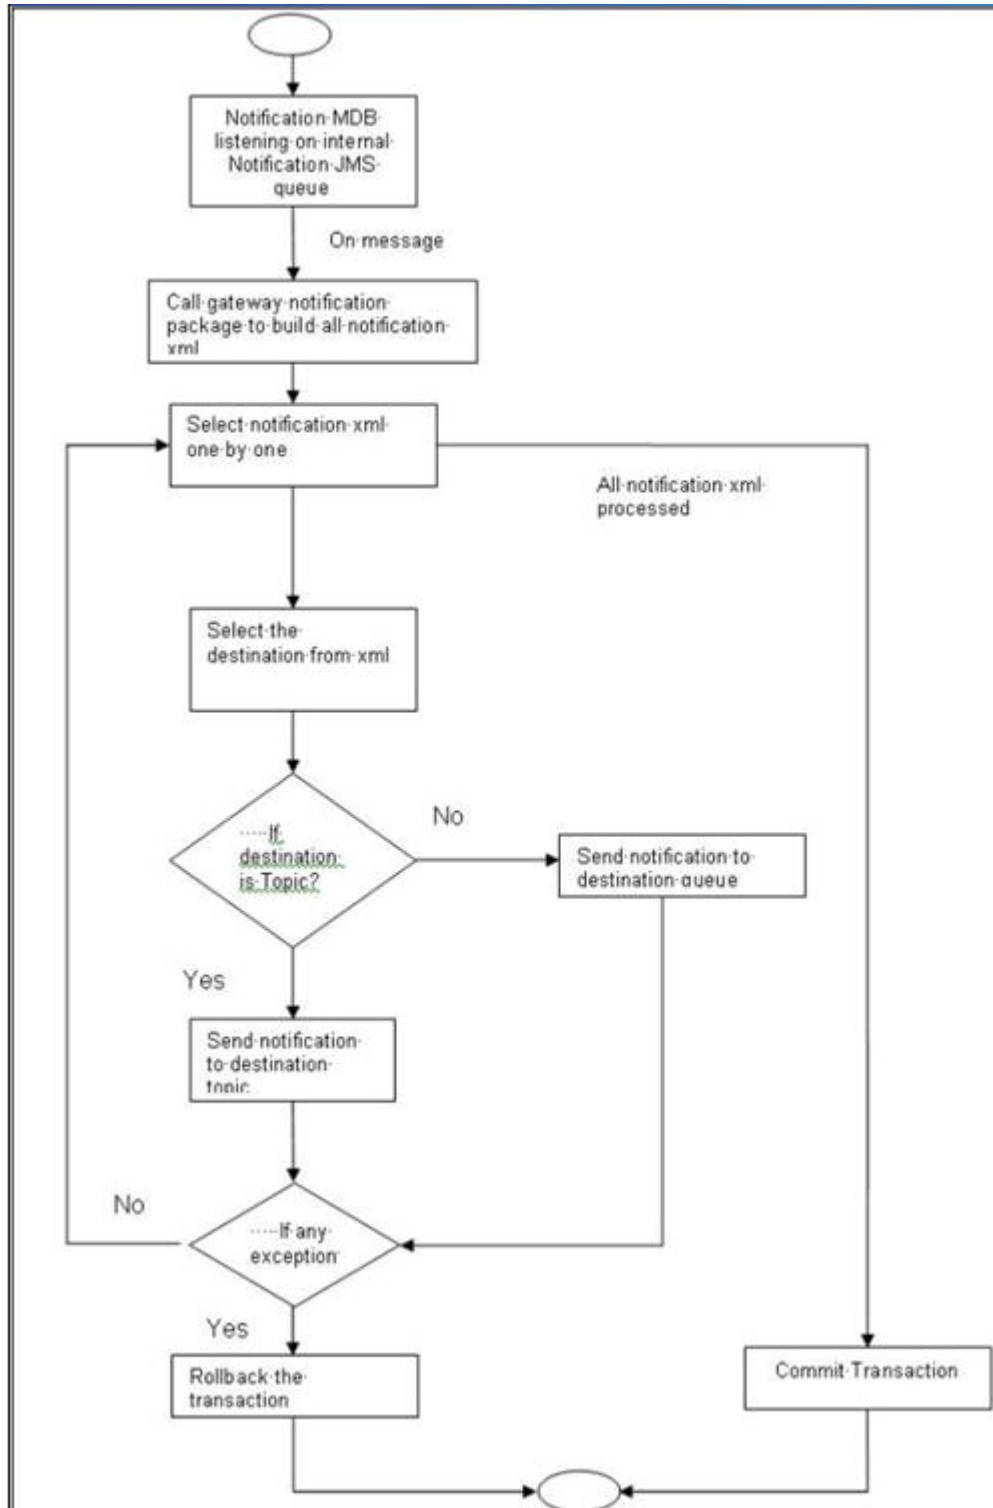 Notification MDB
listening on internal
Notification JMS
queue
On message
Call gateway notification
package to build all notification
xml
Select notification xml
one by one
All notification xml
processed
Select the
destination from xml
If
destination
is Topic?
No
Send notification to
destination queue
Yes
Send notification
to destination
topic
No
If any
exception
Yes
Rollback the
transaction
Commit Transaction